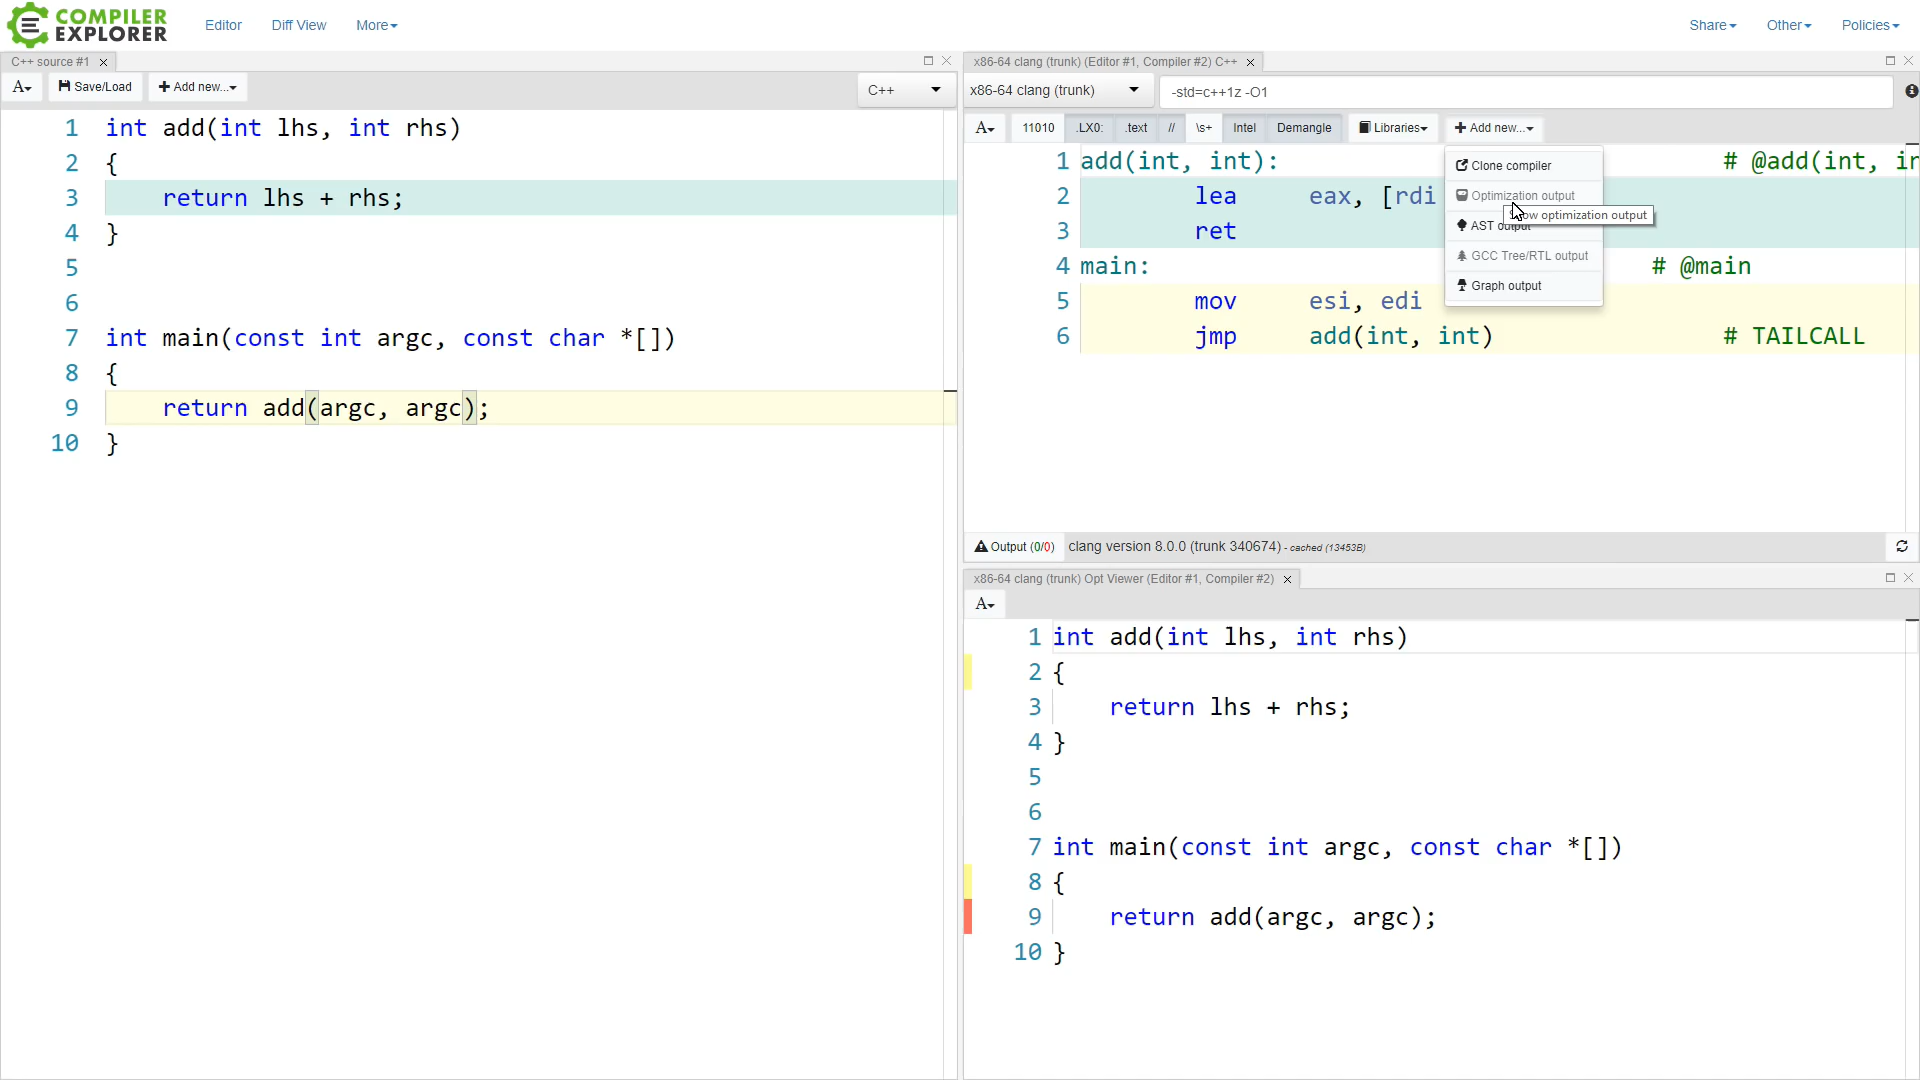 COMPILER
EXPLORER
Editor
Diff View
More
Share
Other
Policies
C++ source #1
A
Save/Load
Add new...
C++
1 int add(int lhs, int rhs)
2 {
3 return lhs + rhs;
4 }
5
6
7 int main(const int argc, const char *[])
8 {
9 return add(argc, argc);
10 }
x86-64 clang (trunk) (Editor #1, Compiler #2) C++
x86-64 clang (trunk)
-std=c++1z -O1
A
11010
.LX0:
.text
//
\s+
Intel
Demangle
Libraries
Add new...
Clone compiler
Optimization output
AST output
GCC Tree/RTL output
Graph output
1 add(int, int): # @add(int,
2 lea eax, [rdi
3 ret
4 main: # @main
5 mov esi, edi
6 jmp add(int, int) # TAILCALL
Output (0/0)
clang version 8.0.0 (trunk 340674) - cached (13453B)
x86-64 clang (trunk) Opt Viewer (Editor #1, Compiler #2)
A
1 int add(int lhs, int rhs)
2 {
3 return lhs + rhs;
4 }
5
6
7 int main(const int argc, const char *[])
8 {
9 return add(argc, argc);
10 }